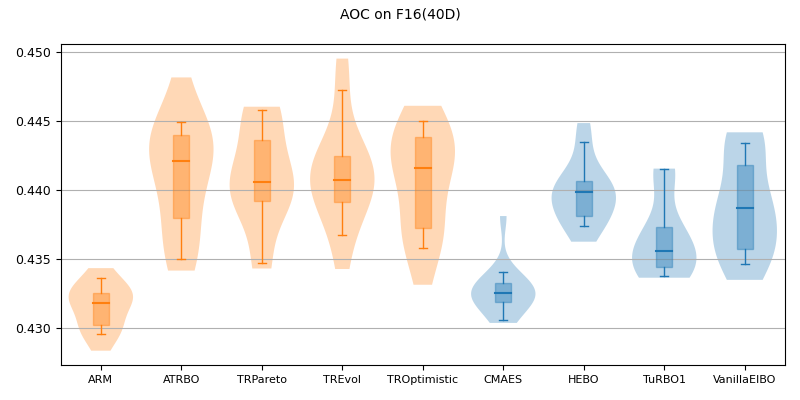 AOC on F16(40D)
0.450
0.445
0.440
0.435
0.430
ARM ATRBO TRPareto TREvol TROptimistic CMAES HEBO TuRBO1 VanillaEIBO